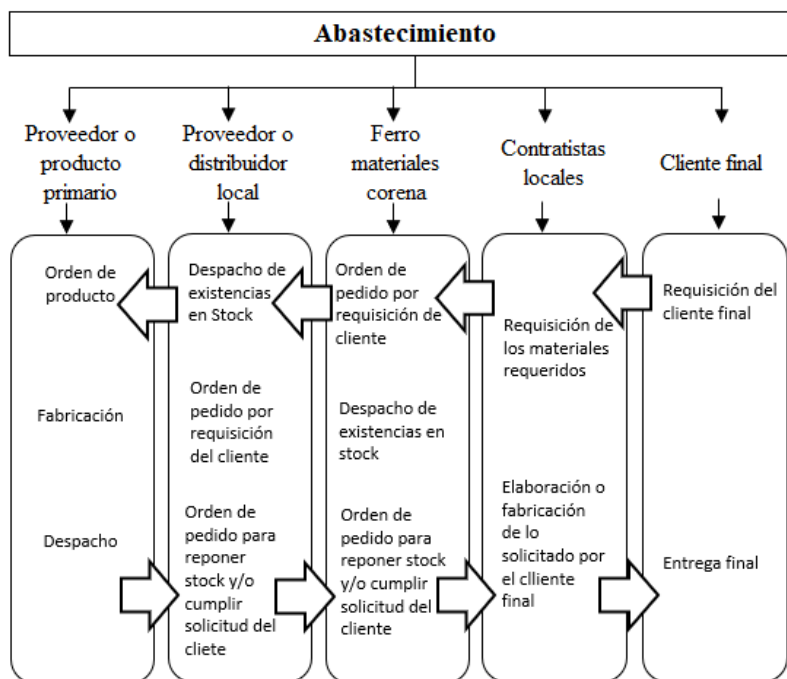 Abastecimiento
Proveedor o
producto
primario
Proveedor o
distribuidor
local
Ferro
materiales
corena
Contratistas
locales
Cliente final
Orden de
producto
Fabricación
Despacho
Despacho de
existencias
en Stock
Orden de
pedido por
requisición
del cliente
Orden de
pedido para
reponer
stock y/o
cumplir
solicitud del
cliete
Orden de
pedido por
requisición de
cliente
Despacho de
existencias en
stock
Orden de
pedido para
reponer stock
y/o cumplir
solicitud del
cliente
Requisición de
los materiales
requeridos
Elaboración o
fabricación
de lo
solicitado por
el clliente
final
Requisición del
cliente final
Entrega final